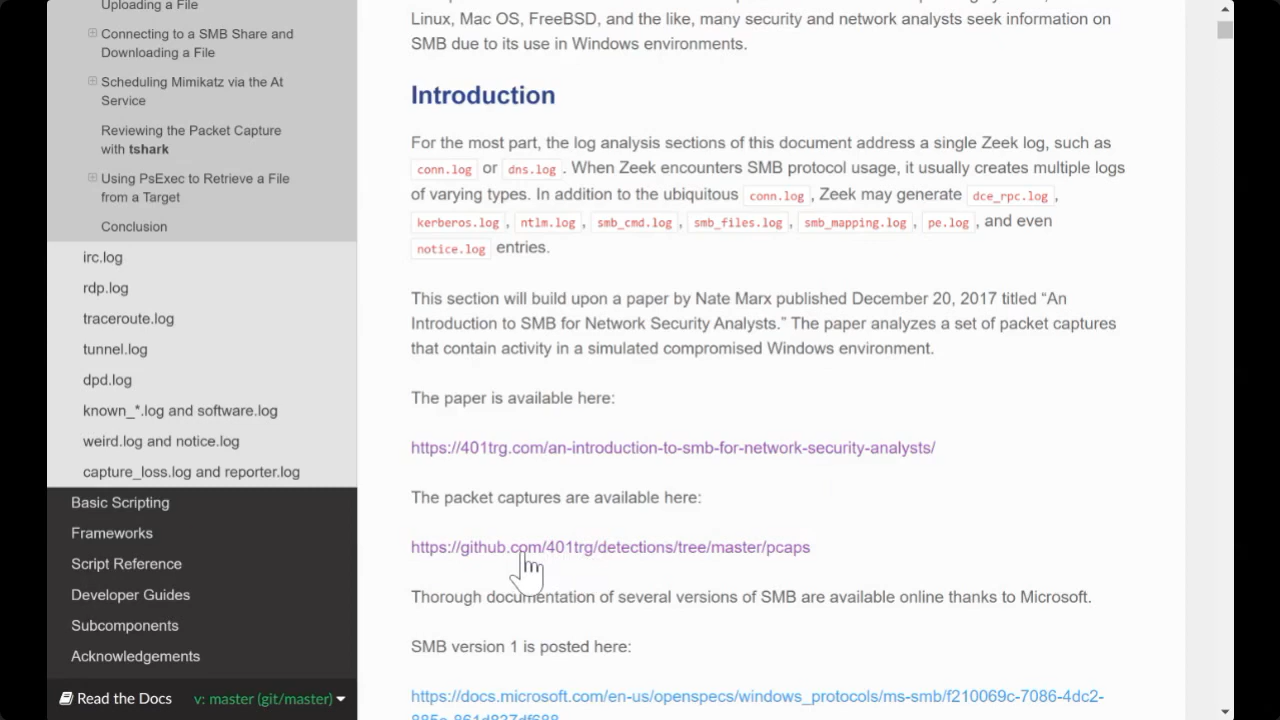 Uploading a File
Connecting to a SMB Share and
Downloading a File
Scheduling Mimikatz via the At
Service
Reviewing the Packet Capture
with tshark
Using PsExec to Retrieve a File
from a Target
Conclusion
irc.log
rdp.log
traceroute.log
tunnel.log
dpd.log
known_*.log and software.log
weird.log and notice.log
capture_loss.log and reporter.log
Basic Scripting
Frameworks
Script Reference
Developer Guides
Subcomponents
Acknowledgements
Read the Docs v: master (git/master)
Linux, Mac OS, FreeBSD, and the like, many security and network analysts seek information on
SMB due to its use in Windows environments.
Introduction
For the most part, the log analysis sections of this document address a single Zeek log, such as
conn.log or dns.log. When Zeek encounters SMB protocol usage, it usually creates multiple logs
of varying types. In addition to the ubiquitous conn.log, Zeek may generate dce_rpc.log,
kerberos.log, ntlm.log, smb_cmd.log, smb_files.log, smb_mapping.log, pe.log, and even
notice.log entries.
This section will build upon a paper by Nate Marx published December 20, 2017 titled “An
Introduction to SMB for Network Security Analysts.” The paper analyzes a set of packet captures
that contain activity in a simulated compromised Windows environment.
The paper is available here:
https://401trg.com/an-introduction-to-smb-for-network-security-analysts/
The packet captures are available here:
https://github.com/401trg/detections/tree/master/pcaps
Thorough documentation of several versions of SMB are available online thanks to Microsoft.
SMB version 1 is posted here:
https://docs.microsoft.com/en-us/openspecs/windows_protocols/ms-smb/f210069c-7086-4dc2-